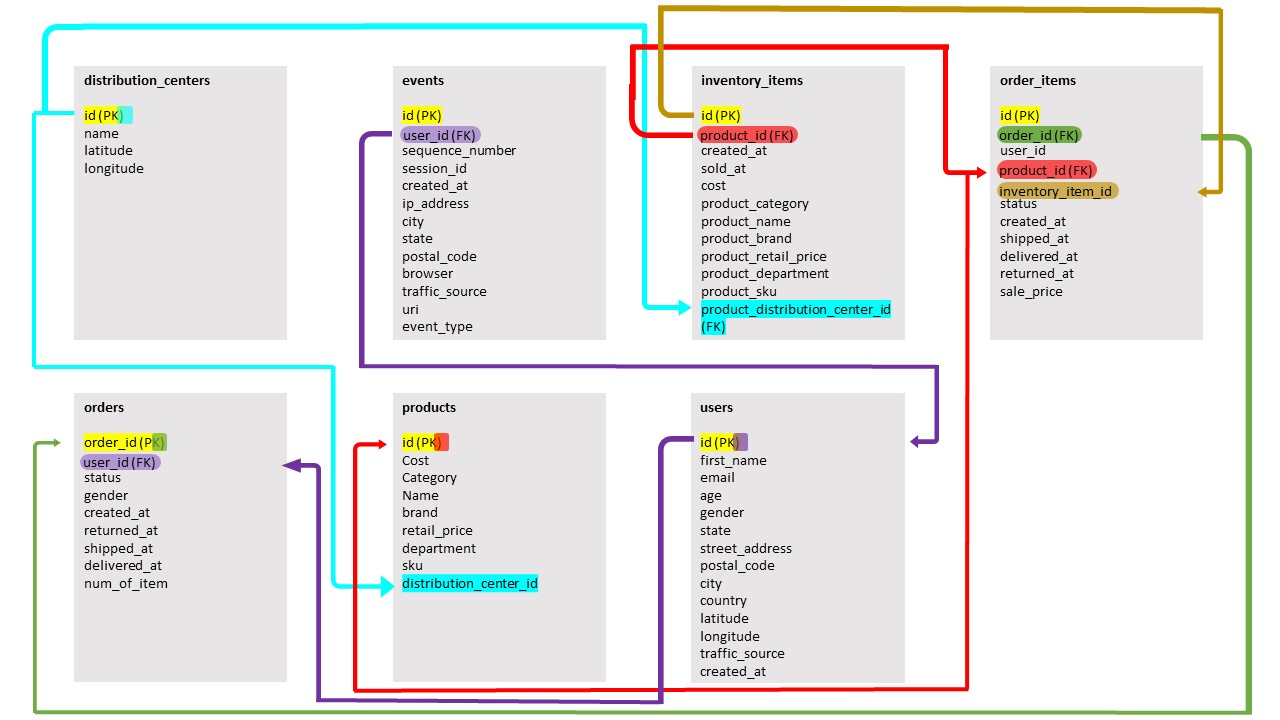 distribution_centers
id (PK)
name
latitude
longitude
events
id (PK)
user_id (FK)
sequence_number
session_id
created_at
ip_address
city
state
postal_code
browser
traffic_source
uri
event_type
inventory_items
id (PK)
product_id (FK)
created_at
sold_at
cost
product_category
product_name
product_brand
product_retail_price
product_department
product_sku
product_distribution_center_id
(FK)
order_items
id (PK)
order_id (FK)
user_id
product_id (FK)
inventory_item_id
status
created_at
shipped_at
delivered_at
returned_at
sale_price
orders
order_id (PK)
user_id (FK)
status
gender
created_at
returned_at
shipped_at
delivered_at
num_of_item
products
id (PK)
Cost
Category
Name
brand
retail_price
department
sku
distribution_center_id
users
id (PK)
first_name
email
age
gender
state
street_address
postal_code
city
country
latitude
longitude
traffic_source
created_at